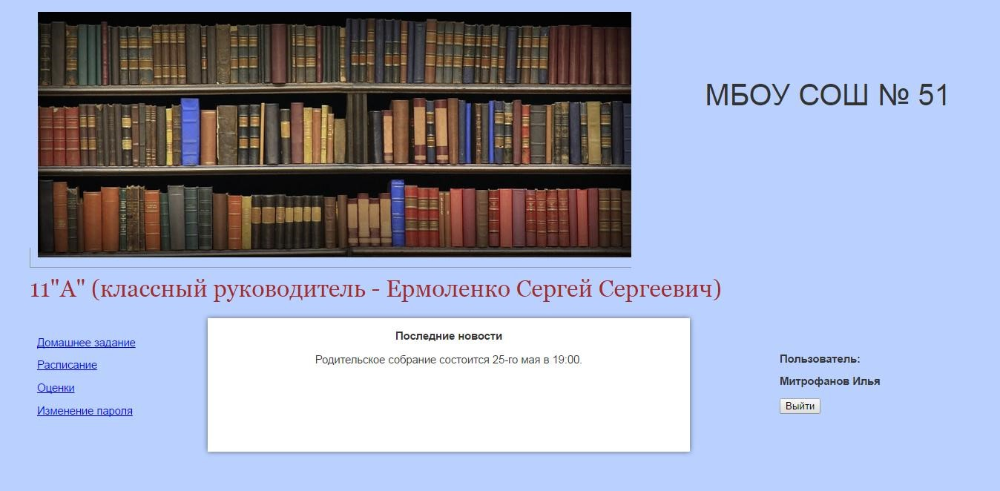 МБОУ СОШ № 51
11"А" (классный руководитель - Ермоленко Сергей Сергеевич)
Домашнее задание
Расписание
Оценки
Изменение пароля
Последние новости
Родительское собрание состоится 25-го мая в 19:00.
Пользователь:
Митрофанов Илья
Выйти